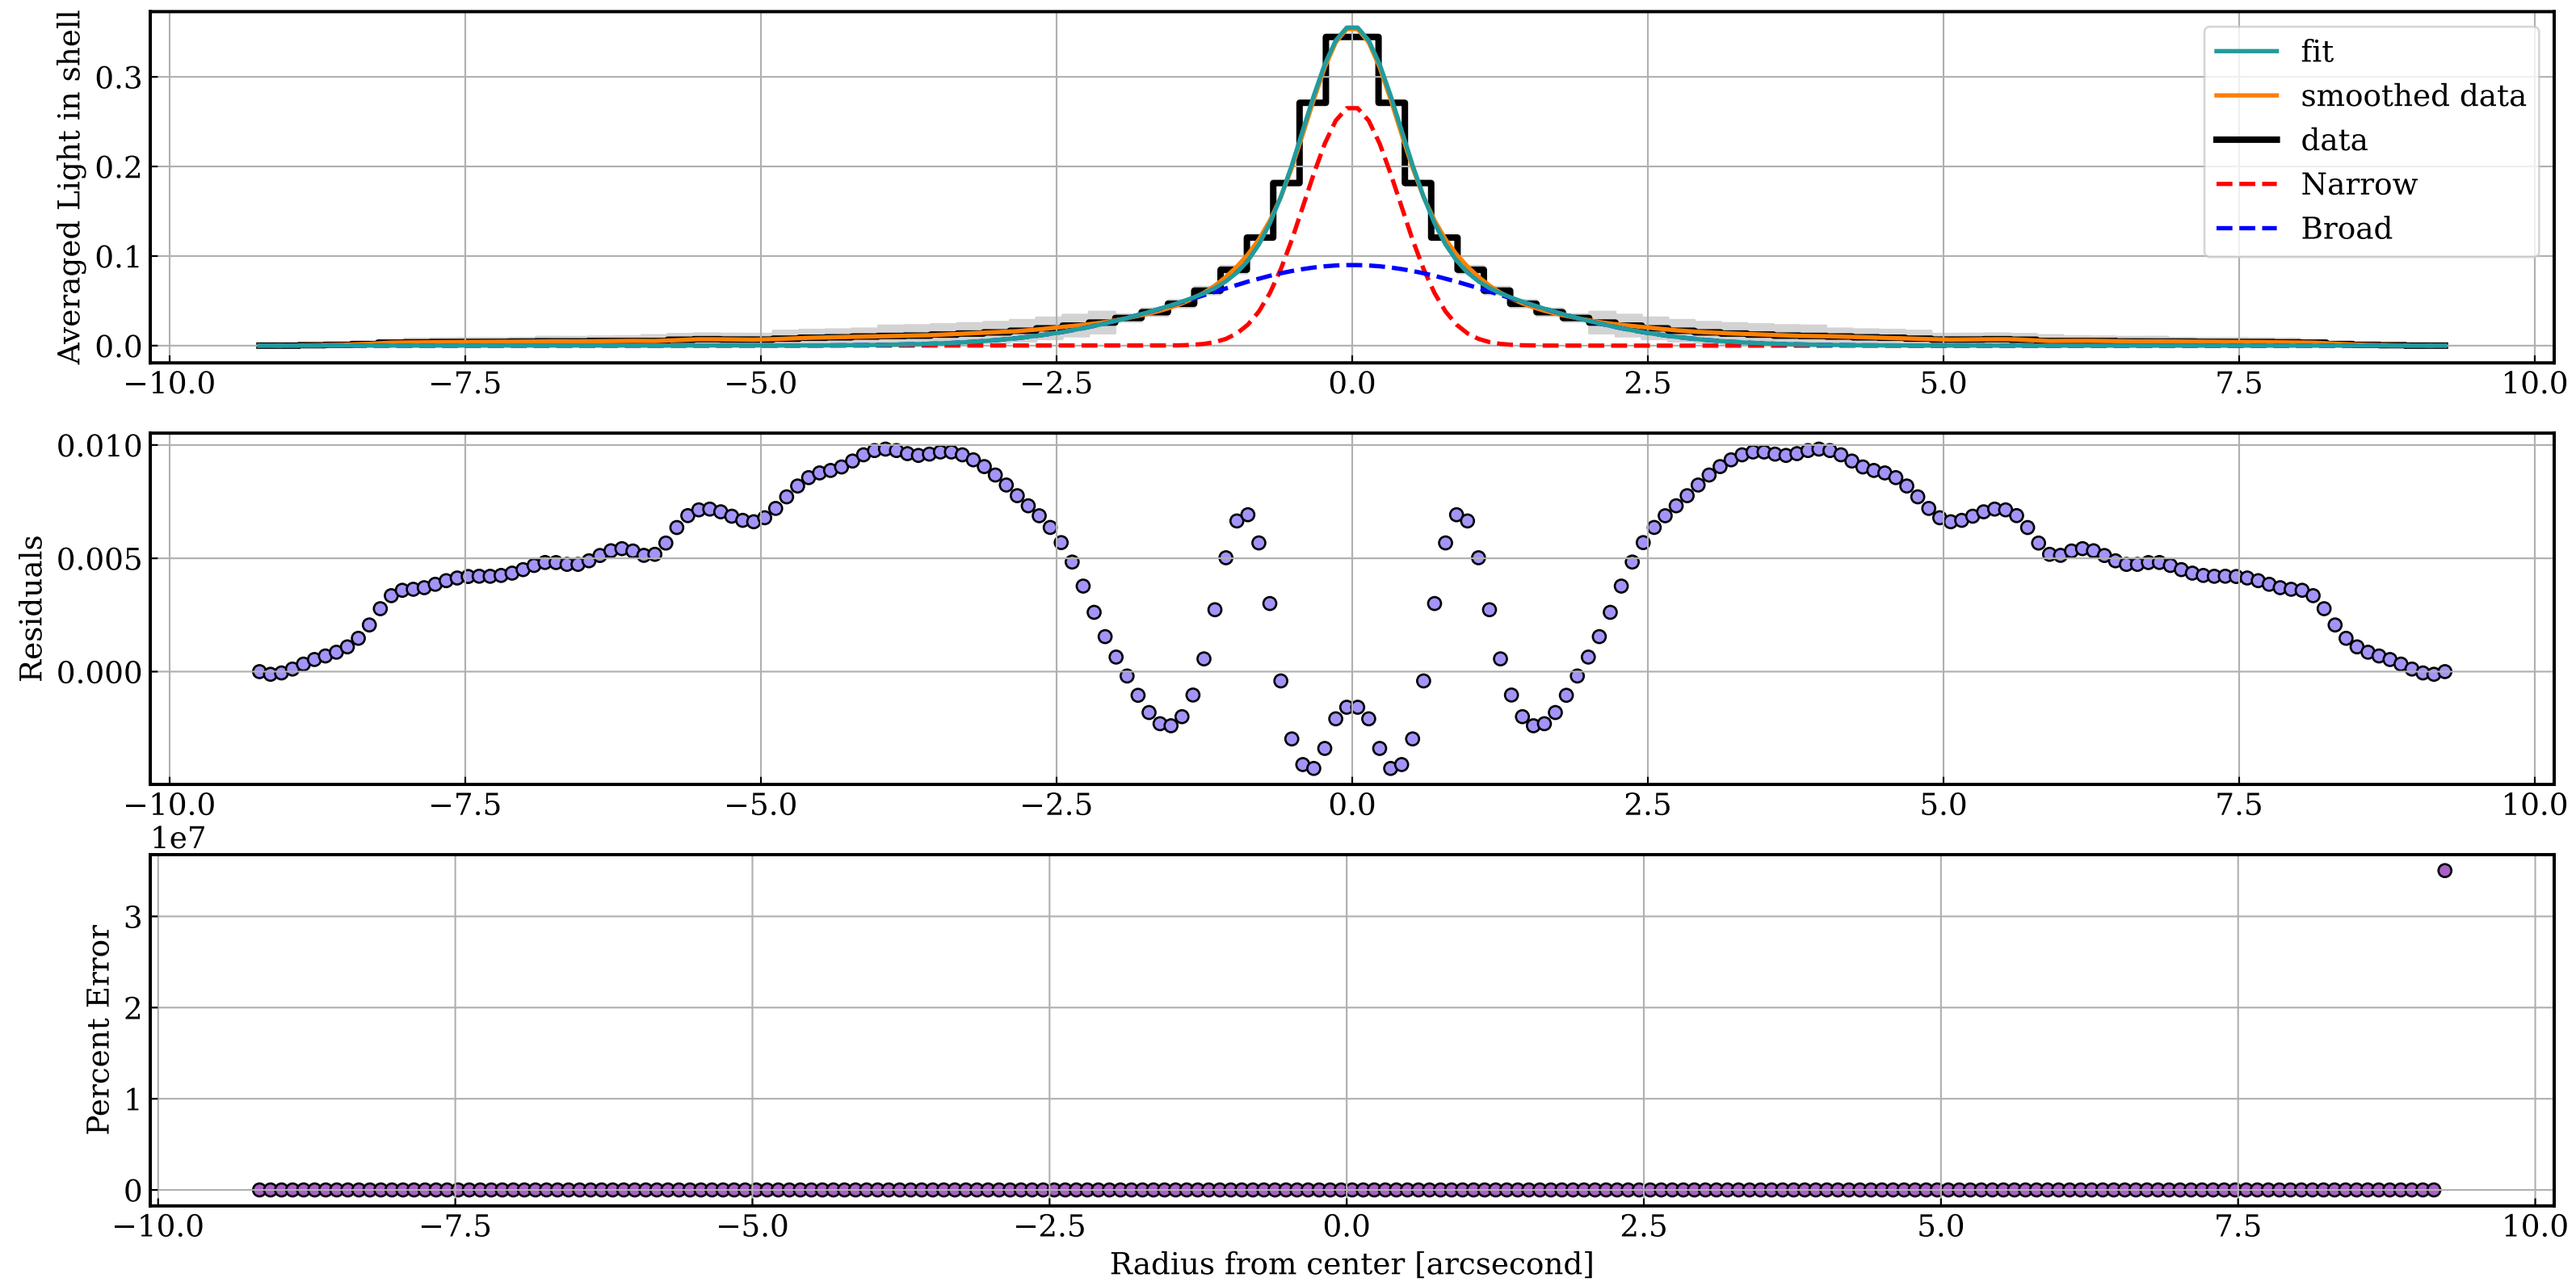 Averaged Light in shell
0.3
0.2
0.1
0.0
fit
smoothed data
data
Narrow
Broad
−10.0 −7.5 −5.0 −2.5 0.0 2.5 5.0 7.5 10.0
Residuals
0.010
0.005
0.000
−10.0 −7.5 −5.0 −2.5 0.0 2.5 5.0 7.5 10.0
1e7
Percent Error
3
2
1
0
−10.0 −7.5 −5.0 −2.5 0.0 2.5 5.0 7.5 10.0
Radius from center [arcsecond]